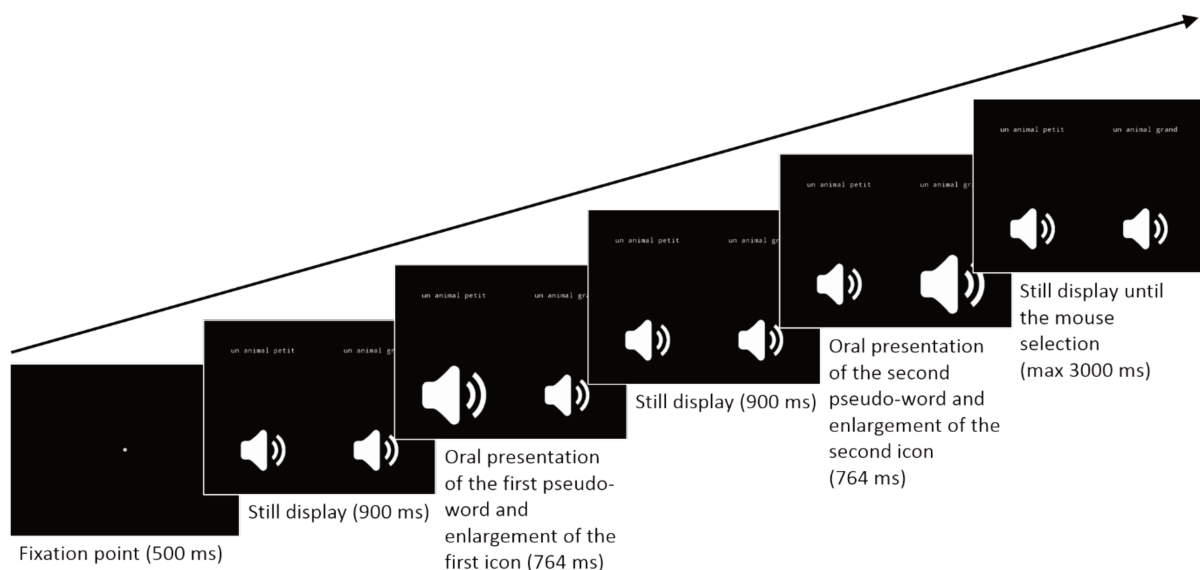 un animal petit un animal grand
un animal petit un animal gr
un animal petit un animal gr
un animal petit un animal gra
un animal petit un animal gr
Still display until
the mouse
selection
(max 3000 ms)
Oral presentation
of the second
pseudo-word and
enlargement of the
second icon
(764 ms)
Still display (900 ms)
Oral presentation
of the first pseudo-
word and
enlargement of the
first icon (764 ms)
Still display (900 ms)
Fixation point (500 ms)